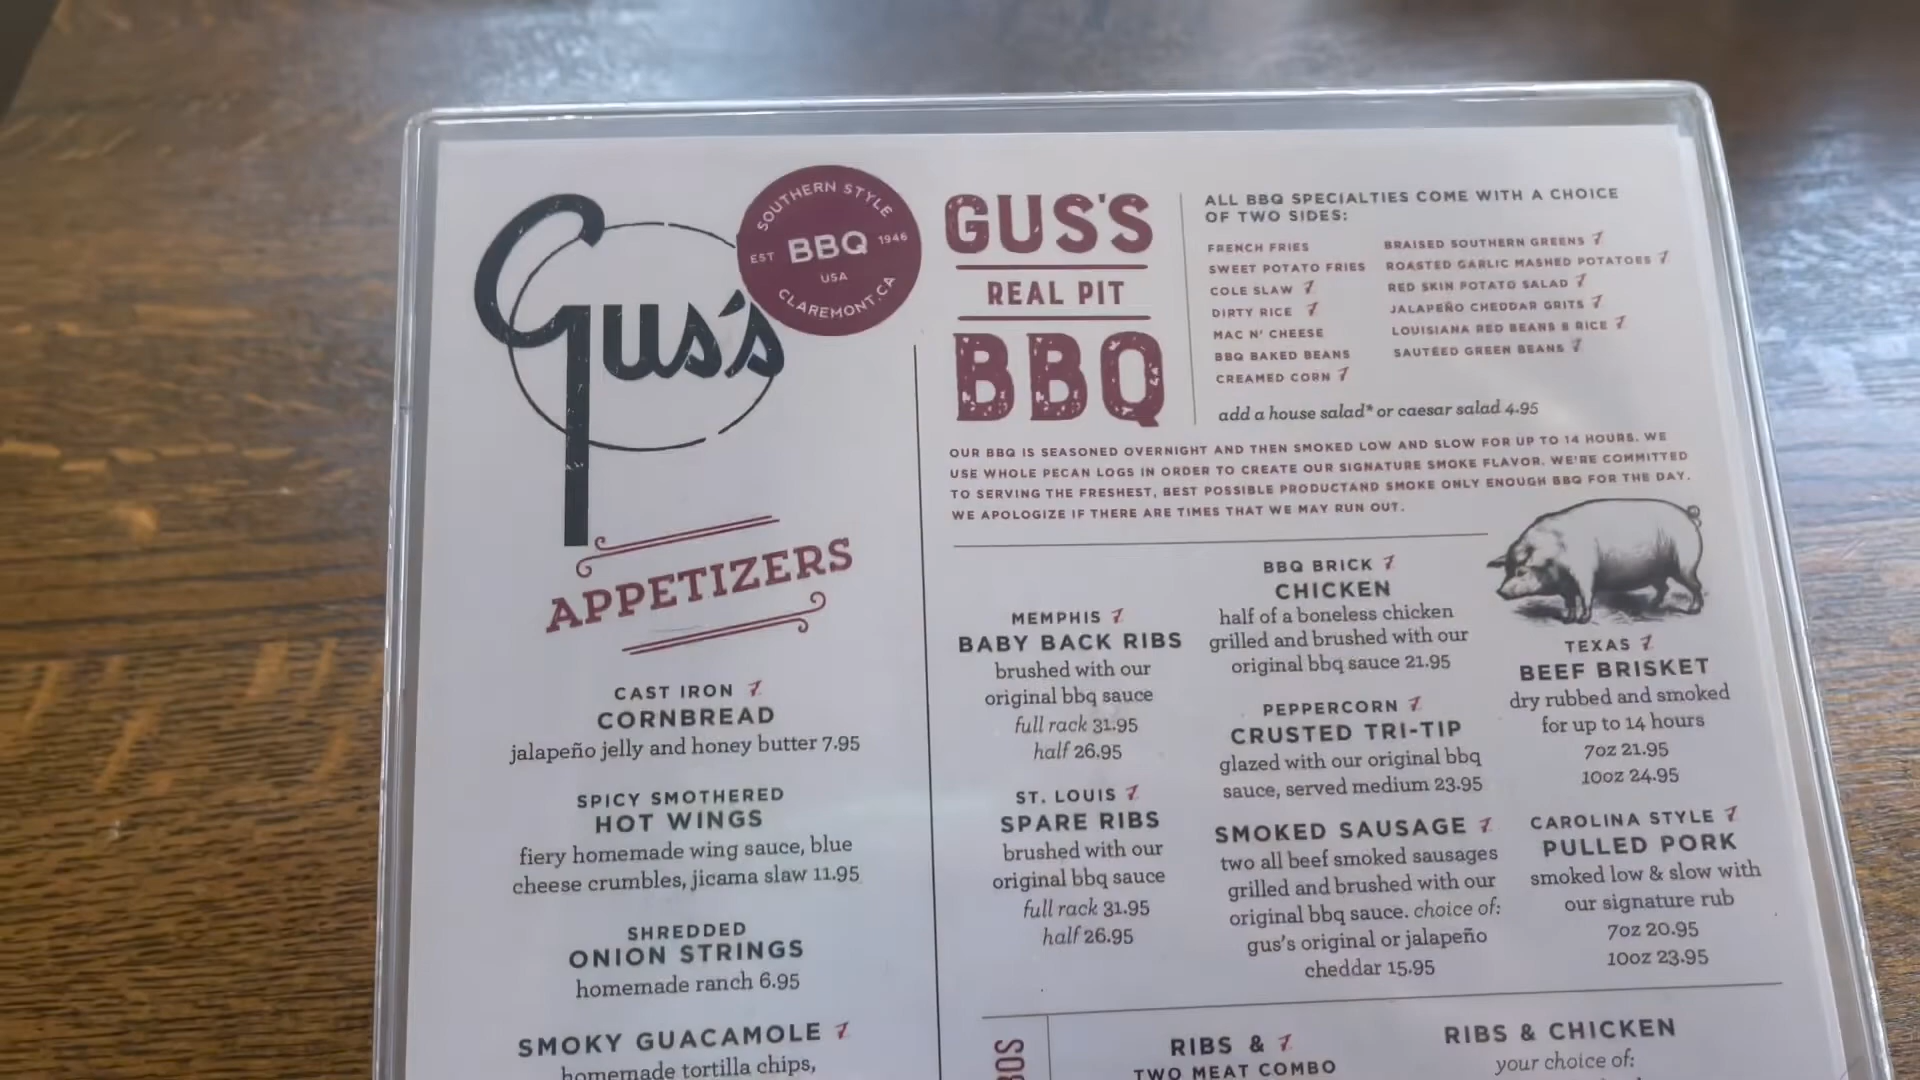 Gus's
SOUTHERN STYLE
EST BBQ 1946
USA
CLAREMONT, CA
APPETIZERS
CAST IRON
CORNBREAD
jalapeño jelly and honey butter 7.95
SPICY SMOTHERED
HOT WINGS
fiery homemade wing sauce, blue
cheese crumbles, jicama slaw 11.95
SHREDDED
ONION STRINGS
homemade ranch 6.95
SMOKY GUACAMOLE
homemade tortilla chips,
GUS'S
REAL PIT
BBQ
ALL BBQ SPECIALTIES COME WITH A CHOICE
OF TWO SIDES:
FRENCH FRIES
SWEET POTATO FRIES
COLE SLAW
DIRTY RICE
MAC N' CHEESE
BBQ BAKED BEANS
CREAMED CORN
BRAISED SOUTHERN GREENS
ROASTED GARLIC MASHED POTATOES
RED SKIN POTATO SALAD
JALAPEÑO CHEDDAR GRITS
LOUISIANA RED BEANS & RICE
SAUTÉED GREEN BEANS
add a house salad* or caesar salad 4.95
OUR BBQ IS SEASONED OVERNIGHT AND THEN SMOKED LOW AND SLOW FOR UP TO 14 HOURS. WE
USE WHOLE PECAN LOGS IN ORDER TO CREATE OUR SIGNATURE SMOKE FLAVOR. WE'RE COMMITTED
TO SERVING THE FRESHEST, BEST POSSIBLE PRODUCTAND SMOKE ONLY ENOUGH BBQ FOR THE DAY.
WE APOLOGIZE IF THERE ARE TIMES THAT WE MAY RUN OUT.
MEMPHIS
BABY BACK RIBS
brushed with our
original bbq sauce
full rack 31.95
half 26.95
ST. LOUIS
SPARE RIBS
brushed with our
original bbq sauce
full rack 31.95
half 26.95
BBQ BRICK
CHICKEN
half of a boneless chicken
grilled and brushed with our
original bbq sauce 21.95
PEPPERCORN
CRUSTED TRI-TIP
glazed with our original bbq
sauce, served medium 23.95
SMOKED SAUSAGE
two all beef smoked sausages
grilled and brushed with our
original bbq sauce. choice of:
gus's original or jalapeño
cheddar 15.95
TEXAS
BEEF BRISKET
dry rubbed and smoked
for up to 14 hours
7oz 21.95
10oz 24.95
CAROLINA STYLE
PULLED PORK
smoked low & slow with
our signature rub
7oz 20.95
10oz 23.95
RIBS &
TWO MEAT COMBO
RIBS & CHICKEN
your choice of: